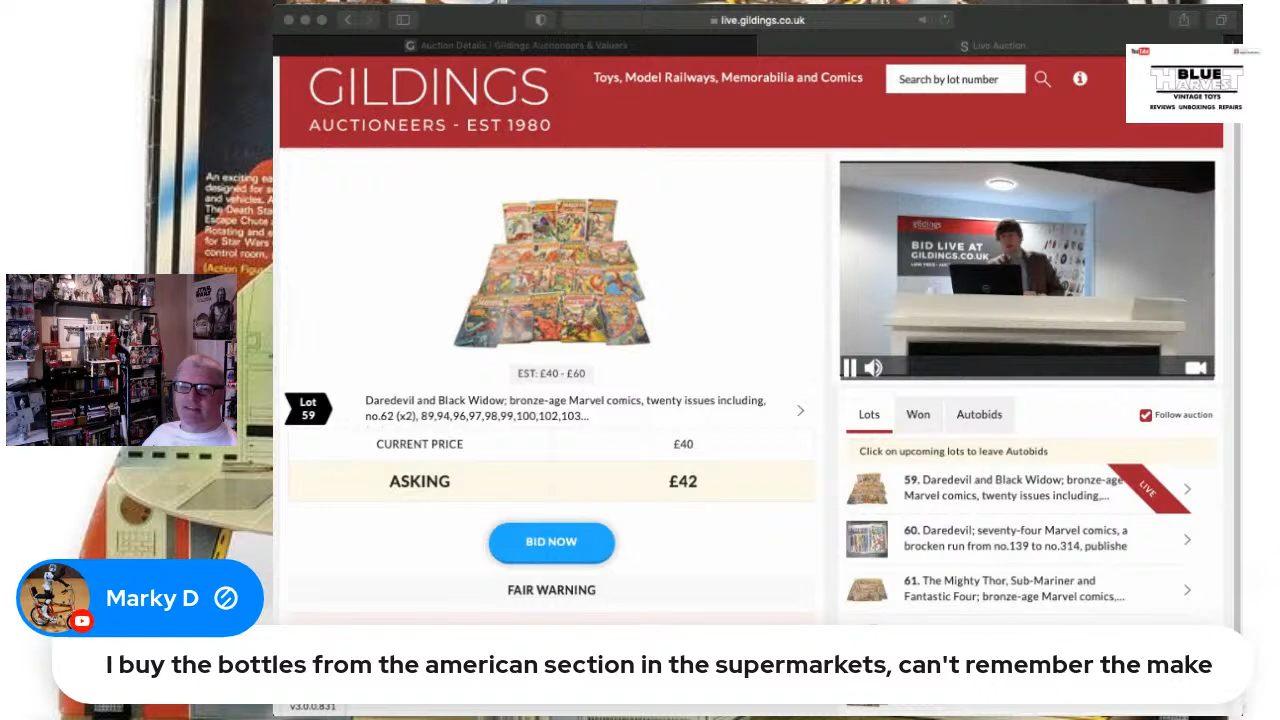 live.gildings.co.uk
Auction Details | Gildings Auctioneers & Valuers
Live Auction
GILDINGS
AUCTIONEERS - EST 1980
Toys, Model Railways, Memorabilia and Comics
Search by lot number
YouTube
BLUE
HARVEST
VINTAGE TOYS
REVIEWS UNBOXINGS REPAIRS
An exciting
designed for
and vehicles. A
The Death Sta
Escape Chute
Rotating and e
for Star Wars
control room,
(Action Figu
STAR WARS
gildings
BID LIVE AT
GILDINGS.CO.UK
EST: £40 - £60
Lot
59
Daredevil and Black Widow; bronze-age Marvel comics, twenty issues including,
no.62 (x2), 89,94,96,97,98,99,100,102,103...
CURRENT PRICE £40
ASKING £42
BID NOW
FAIR WARNING
Lots Won Autobids
Follow auction
Click on upcoming lots to leave Autobids
59. Daredevil and Black Widow; bronze-age
Marvel comics, twenty issues including,...
LIVE
60. Daredevil; seventy-four Marvel comics, a
brocken run from no.139 to no.314, publishe
61. The Mighty Thor, Sub-Mariner and
Fantastic Four; bronze-age Marvel comics,...
Marky D
I buy the bottles from the american section in the supermarkets, can't remember the make
v3.0.0.831